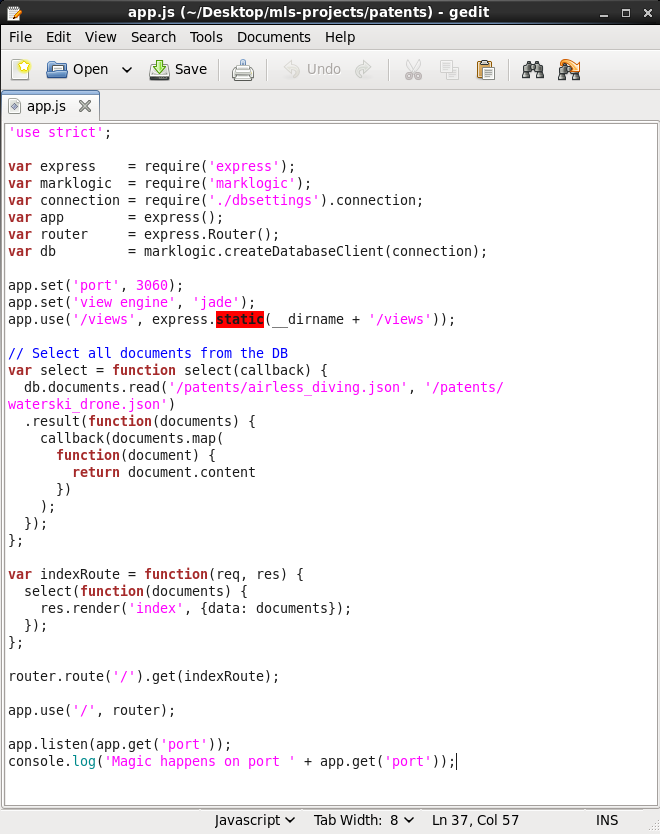 app.js (~/Desktop/mls-projects/patents) - gedit
File Edit View Search Tools Documents Help
Open Save Undo
app.js
'use strict';

var express    = require('express');
var marklogic  = require('marklogic');
var connection = require('./dbsettings').connection;
var app        = express();
var router     = express.Router();
var db         = marklogic.createDatabaseClient(connection);

app.set('port', 3060);
app.set('view engine', 'jade');
app.use('/views', express.static(__dirname + '/views'));

// Select all documents from the DB
var select = function select(callback) {
  db.documents.read('/patents/airless_diving.json', '/patents/
waterski_drone.json')
  .result(function(documents) {
    callback(documents.map(
      function(document) {
        return document.content
      })
    );
  });
};

var indexRoute = function(req, res) {
  select(function(documents) {
    res.render('index', {data: documents});
  });
};

router.route('/').get(indexRoute);

app.use('/', router);

app.listen(app.get('port'));
console.log('Magic happens on port ' + app.get('port'));
Javascript Tab Width: 8 Ln 37, Col 57 INS